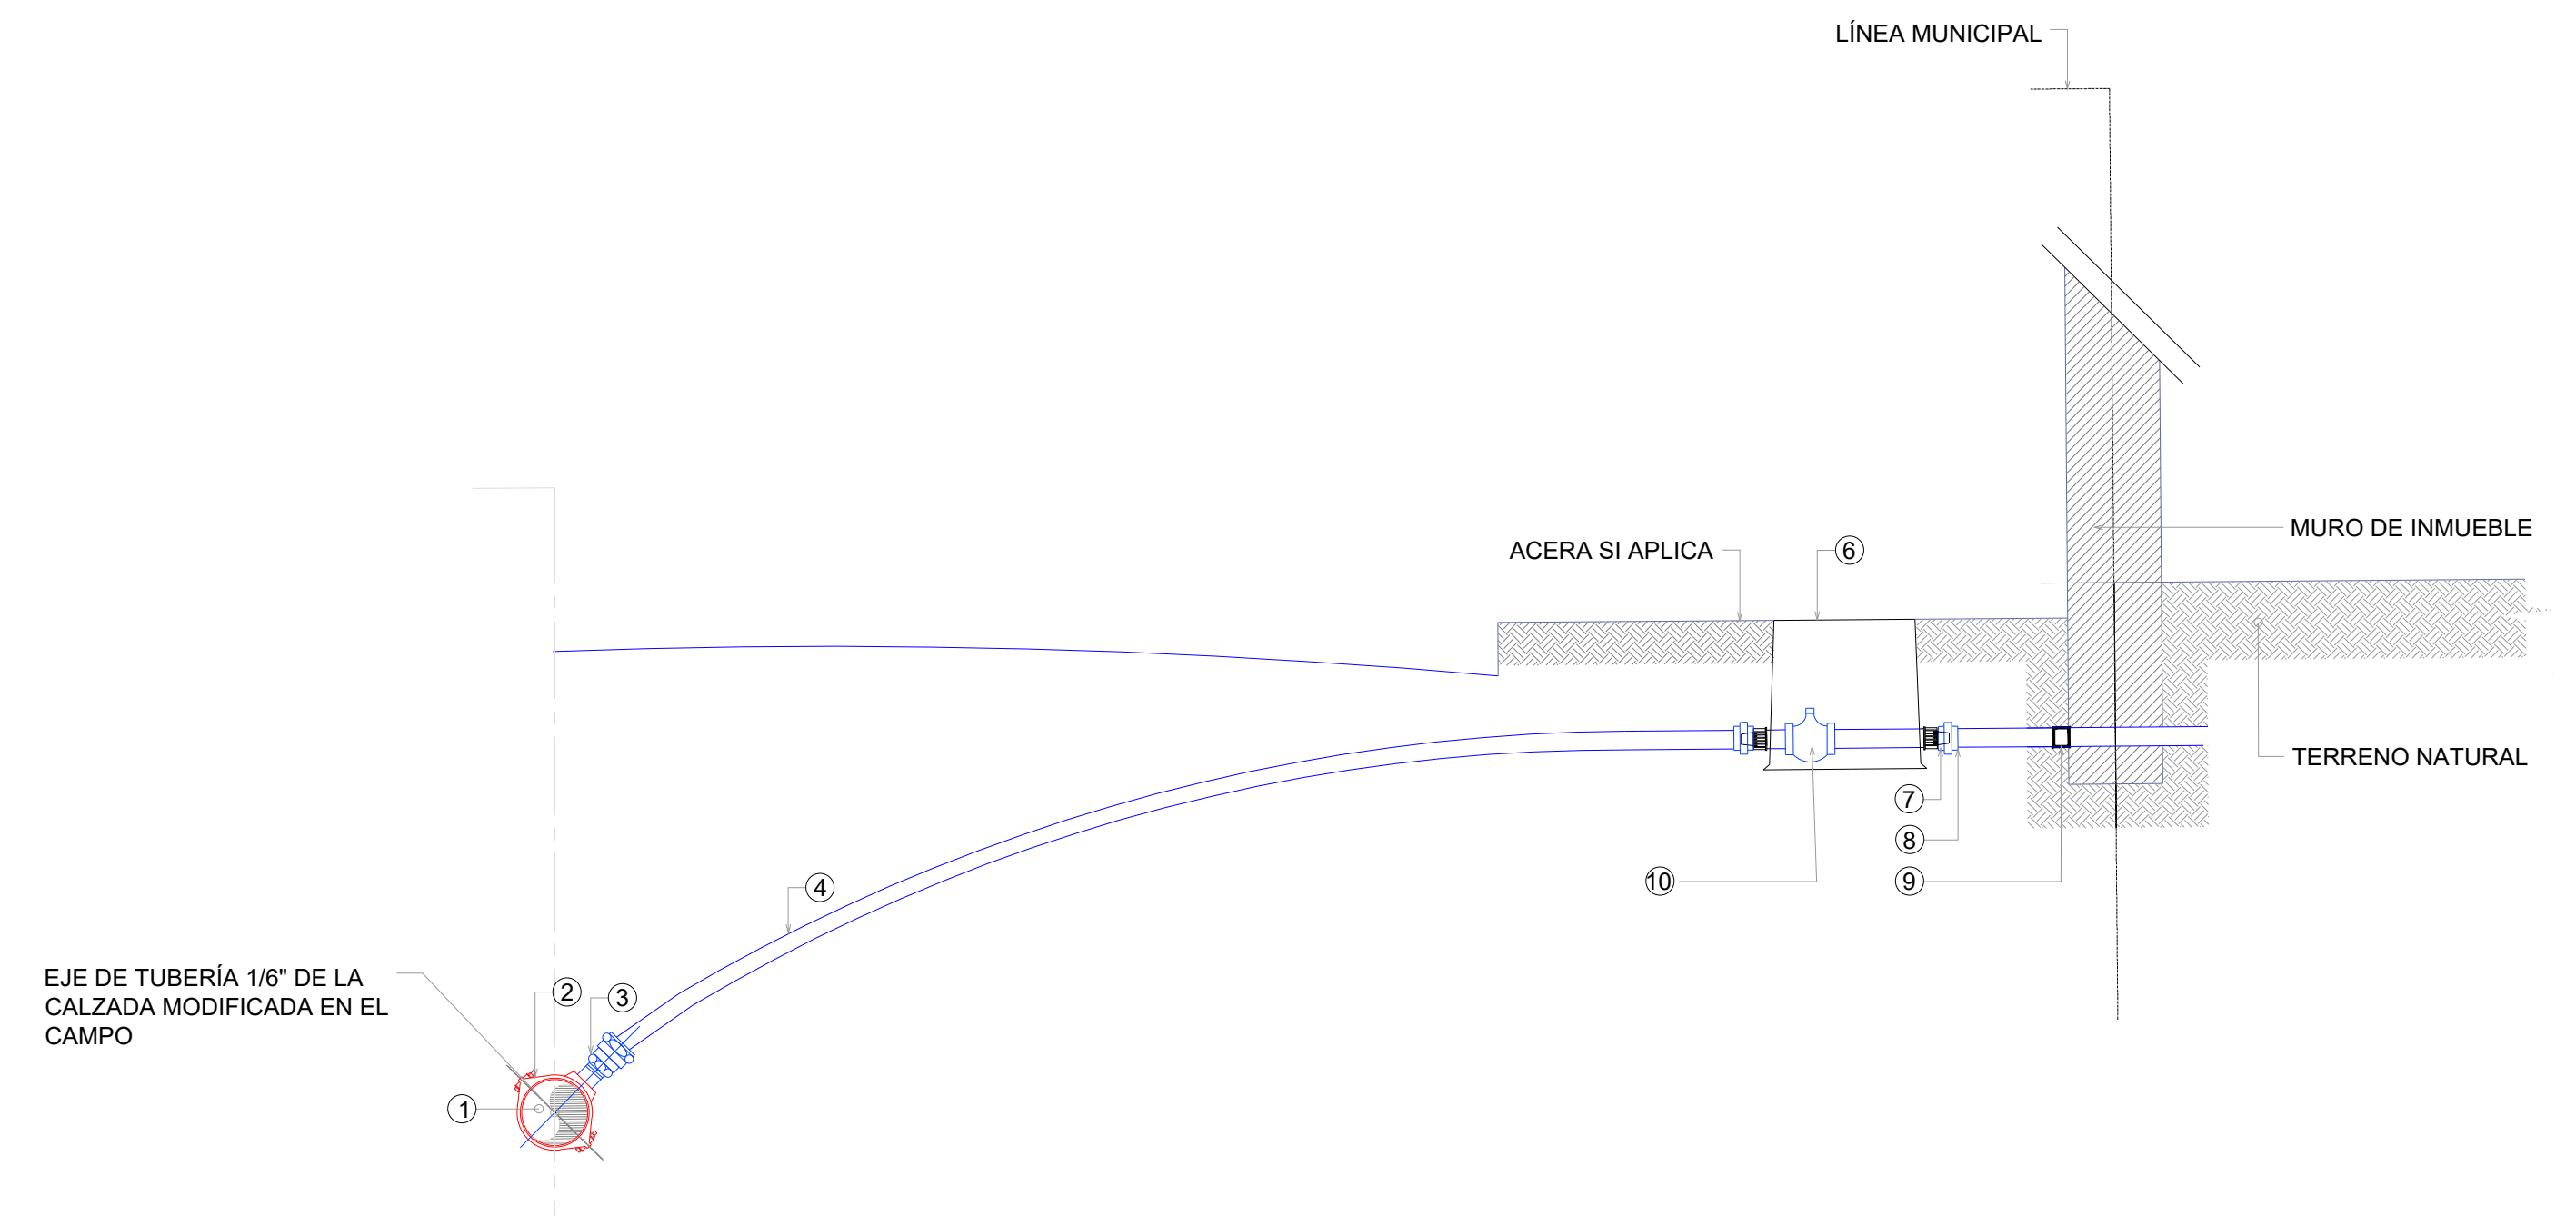 LÍNEA MUNICIPAL
MURO DE INMUEBLE
ACERA SI APLICA
6
TERRENO NATURAL
7
8
10
9
4
EJE DE TUBERÍA 1/6" DE LA
CALZADA MODIFICADA EN EL
CAMPO
2
3
1